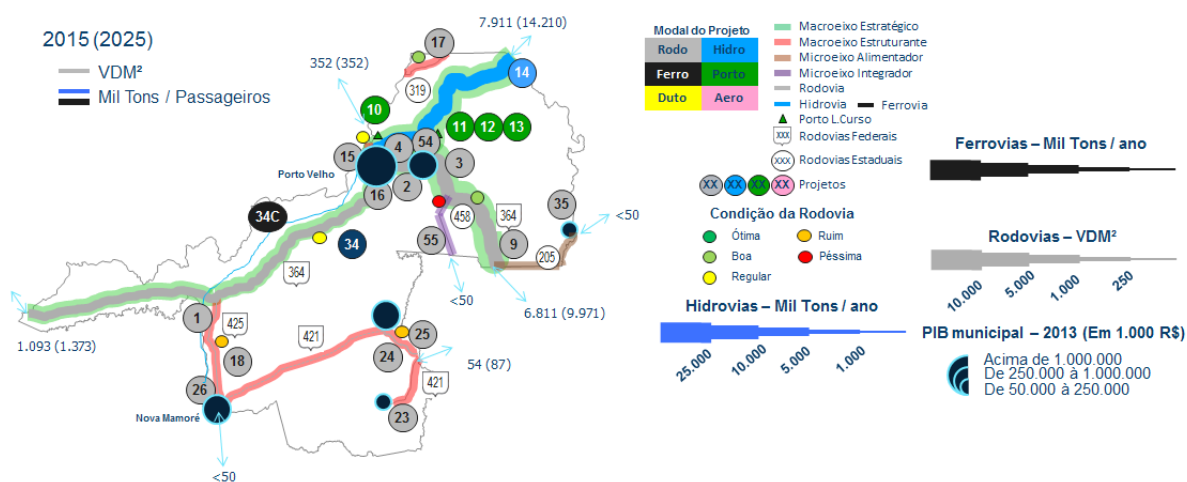 2015 (2025)
VDM²
Mil Tons / Passageiros
7.911 (14.210)
352 (352)
17
319
14
10
11
12
13
15
4
54
3
Porto Velho
16
2
34C
34
364
55
458
364
9
35
205
<50
<50
6.811 (9.971)
1.093 (1.373)
1
425
18
421
26
Nova Mamoré
<50
24
25
54 (87)
421
23
Modal do Projeto
Rodo
Hidro
Ferro
Porto
Duto
Aero
Macroeixo Estratégico
Macroeixo Estruturante
Microeixo Alimentador
Microeixo Integrador
Rodovia
Hidrovia
Ferrovia
Porto L.Curso
XXX Rodovias Federais
XXX Rodovias Estaduais
XX XX XX XX Projetos
Condição da Rodovia
Ótima
Ruim
Boa
Péssima
Regular
Hidrovias – Mil Tons / ano
25.000
10.000
5.000
1.000
Ferrovias – Mil Tons / ano
Rodovias – VDM²
10.000
5.000
1.000
250
PIB municipal – 2013 (Em 1.000 R$)
Acima de 1.000.000
De 250.000 à 1.000.000
De 50.000 à 250.000